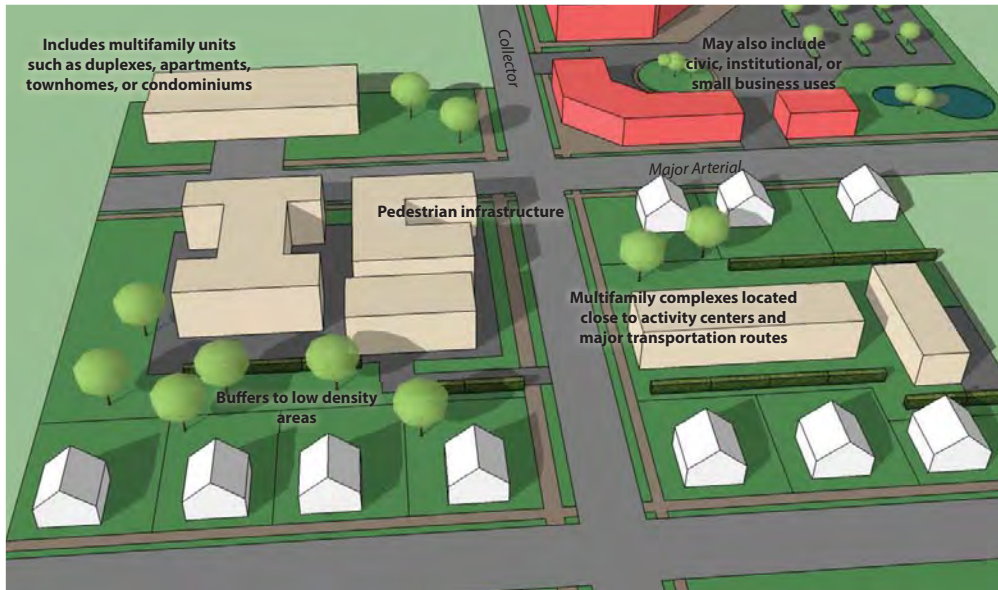 Includes multifamily units
such as duplexes, apartments,
townhomes, or condominiums
Collector
May also include
civic, institutional, or
small business uses
Major Arterial
Pedestrian infrastructure
Multifamily complexes located
close to activity centers and
major transportation routes
Buffers to low density
areas